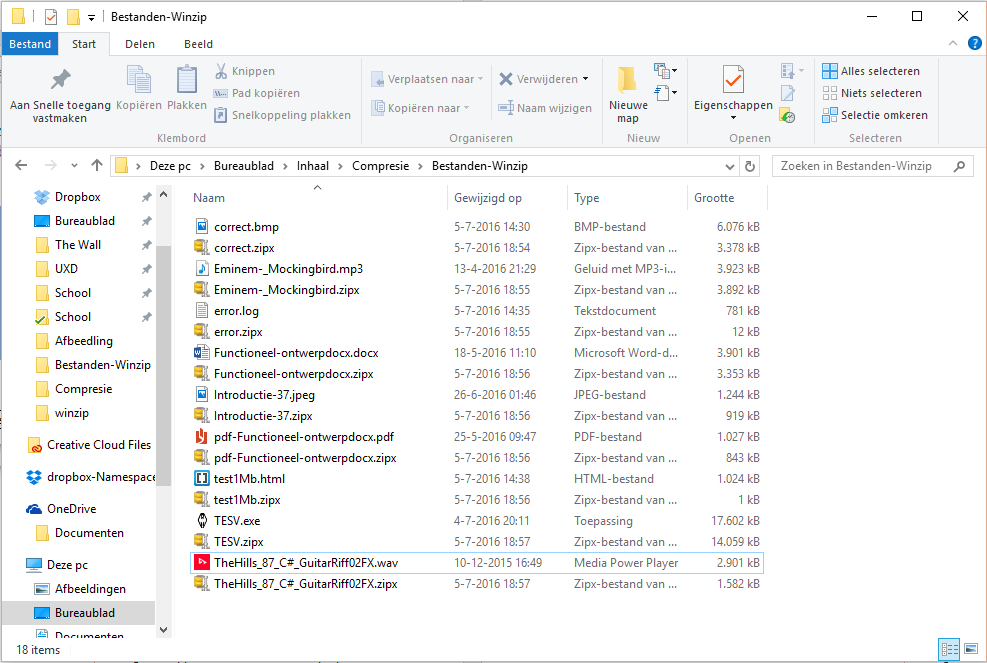 Bestanden-Winzip
Bestand Start Delen Beeld
Aan Snelle toegang vastmaken
Kopiëren
Plakken
Knippen
Pad kopiëren
Snelkoppeling plakken
Klembord
Verplaatsen naar
Kopiëren naar
Verwijderen
Naam wijzigen
Organiseren
Nieuwe map
Nieuw
Eigenschappen
Openen
Alles selecteren
Niets selecteren
Selectie omkeren
Selecteren
Deze pc > Bureaublad > Inhaal > Compresie > Bestanden-Winzip
Zoeken in Bestanden-Winzip
Dropbox
Bureaublad
The Wall
UXD
School
School
Afbeedling
Bestanden-Winzip
Compresie
winzip
Creative Cloud Files
dropbox-Namespace
OneDrive
Documenten
Deze pc
Afbeeldingen
Bureaublad
Documenten
Naam Gewijzigd op Type Grootte
correct.bmp 5-7-2016 14:30 BMP-bestand 6.076 kB
correct.zipx 5-7-2016 18:54 Zipx-bestand van ... 3.378 kB
Eminem-_Mockingbird.mp3 13-4-2016 21:29 Geluid met MP3-i... 3.923 kB
Eminem-_Mockingbird.zipx 5-7-2016 18:55 Zipx-bestand van ... 3.892 kB
error.log 5-7-2016 14:35 Tekstdocument 781 kB
error.zipx 5-7-2016 18:55 Zipx-bestand van ... 12 kB
Functioneel-ontwerpdocx.docx 18-5-2016 11:10 Microsoft Word-d... 3.901 kB
Functioneel-ontwerpdocx.zipx 5-7-2016 18:56 Zipx-bestand van ... 3.353 kB
Introductie-37.jpeg 26-6-2016 01:46 JPEG-bestand 1.244 kB
Introductie-37.zipx 5-7-2016 18:56 Zipx-bestand van ... 919 kB
pdf-Functioneel-ontwerpdocx.pdf 25-5-2016 09:47 PDF-bestand 1.027 kB
pdf-Functioneel-ontwerpdocx.zipx 5-7-2016 18:56 Zipx-bestand van ... 843 kB
test1Mb.html 5-7-2016 14:38 HTML-bestand 1.024 kB
test1Mb.zipx 5-7-2016 18:56 Zipx-bestand van ... 1 kB
TESV.exe 4-7-2016 20:11 Toepassing 17.602 kB
TESV.zipx 5-7-2016 18:57 Zipx-bestand van ... 14.059 kB
TheHills_87_C#_GuitarRiff02FX.wav 10-12-2015 16:49 Media Power Player 2.901 kB
TheHills_87_C#_GuitarRiff02FX.zipx 5-7-2016 18:57 Zipx-bestand van ... 1.582 kB
18 items